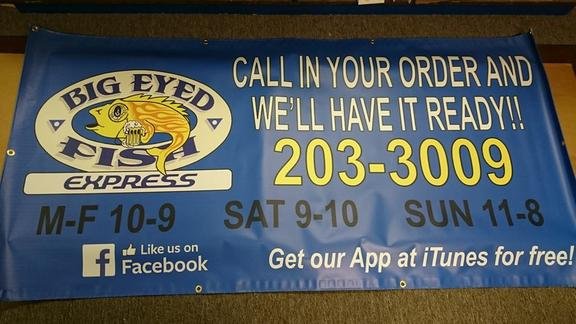 BIG EYED
FISH
EXPRESS
CALL IN YOUR ORDER AND
WE'LL HAVE IT READY!!
203-3009
M-F 10-9 SAT 9-10 SUN 11-8
f Like us on
Facebook
Get our App at iTunes for free!